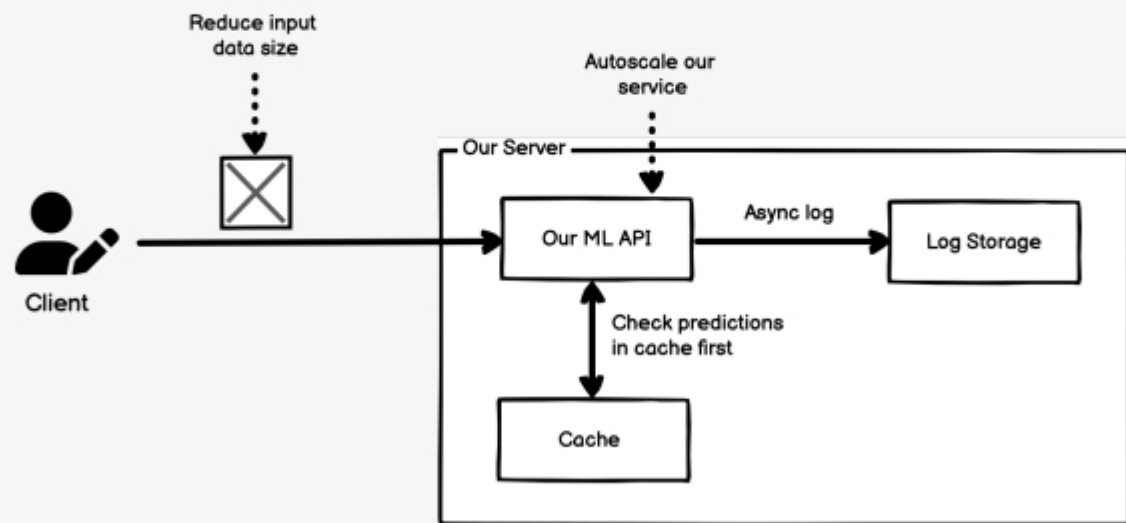 Reduce input
data size
Autoscale our
service
Our Server
Client
Our ML API
Async log
Log Storage
Check predictions
in cache first
Cache